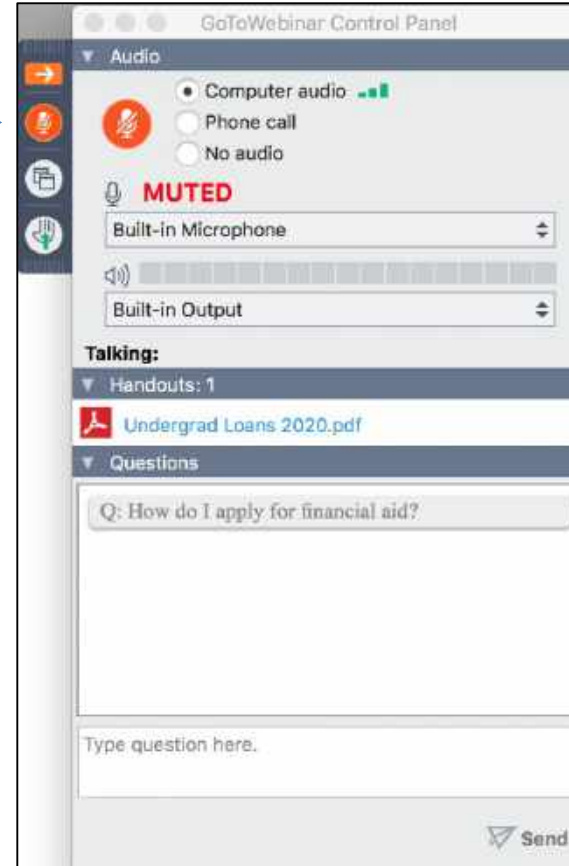 GoToWebinar Control Panel
Audio
Computer audio
Phone call
No audio
MUTED
Built-in Microphone
Built-in Output
Talking:
Handouts: 1
Undergrad Loans 2020.pdf
Questions
Q: How do I apply for financial aid?
Type question here.
Send